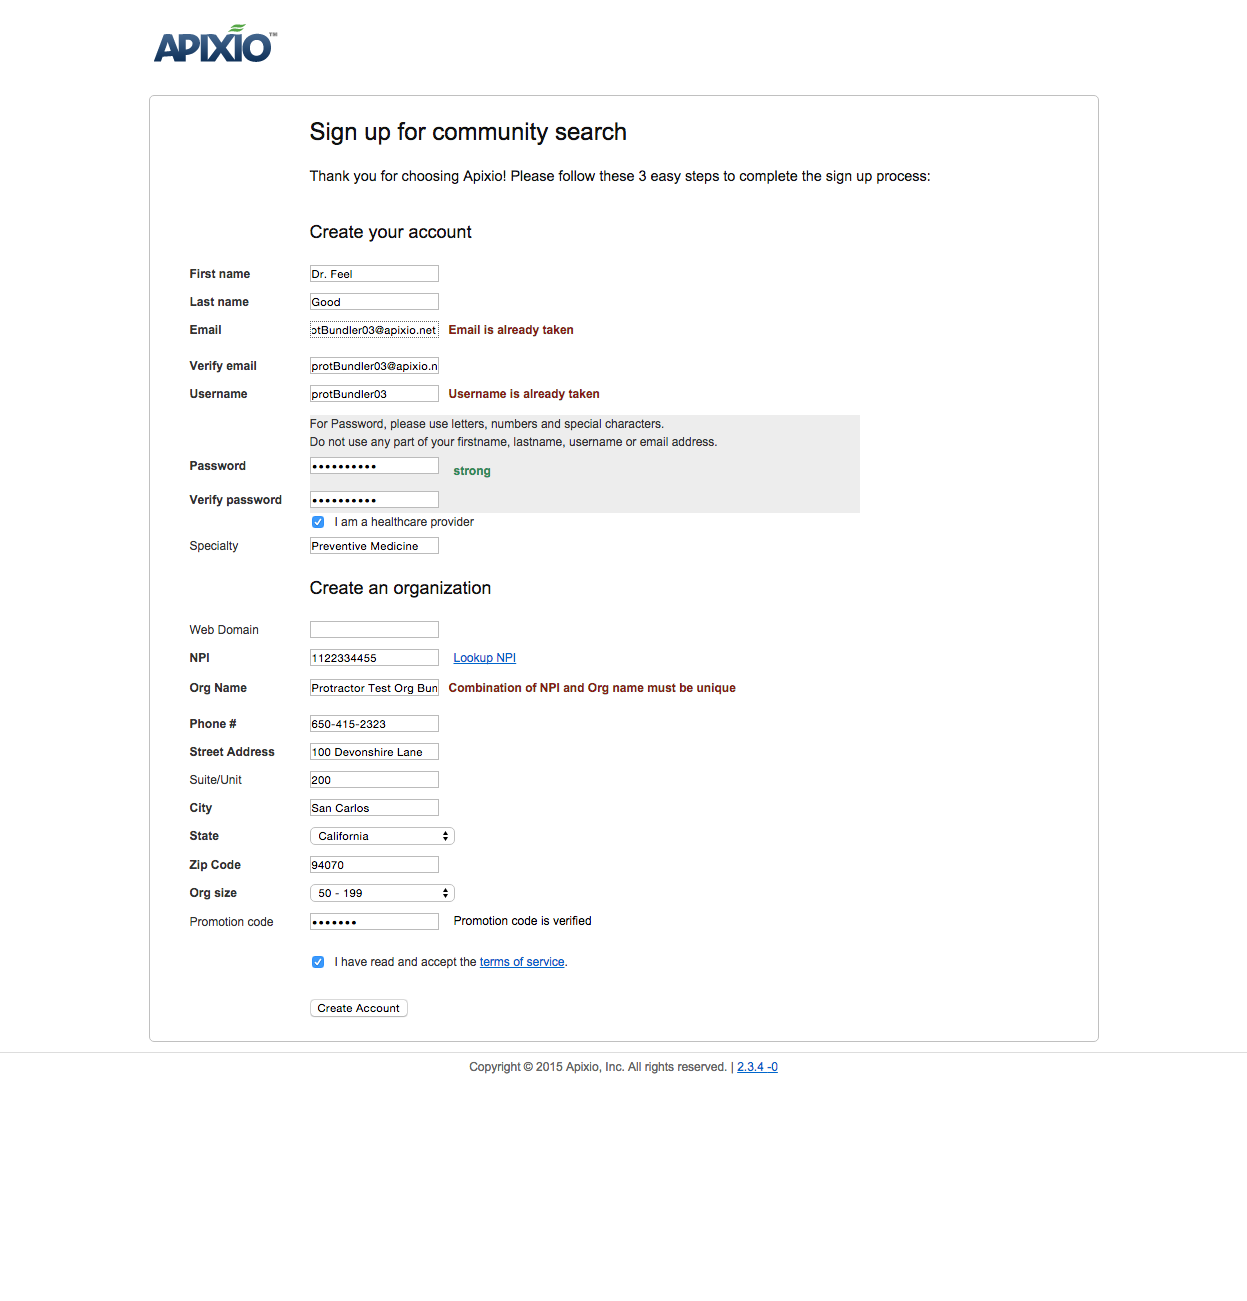 APIXIO™
Sign up for community search
Thank you for choosing Apixio! Please follow these 3 easy steps to complete the sign up process:
Create your account
First name Dr. Feel
Last name Good
Email otBundler03@apixio.net Email is already taken
Verify email protBundler03@apixio.n
Username protBundler03 Username is already taken
For Password, please use letters, numbers and special characters.
Do not use any part of your firstname, lastname, username or email address.
Password •••••••••• strong
Verify password ••••••••••
I am a healthcare provider
Specialty Preventive Medicine
Create an organization
Web Domain
NPI 1122334455 Lookup NPI
Org Name Protractor Test Org Bun Combination of NPI and Org name must be unique
Phone # 650-415-2323
Street Address 100 Devonshire Lane
Suite/Unit 200
City San Carlos
State California
Zip Code 94070
Org size 50 - 199
Promotion code ••••••• Promotion code is verified
I have read and accept the terms of service.
Create Account
Copyright © 2015 Apixio, Inc. All rights reserved. | 2.3.4 -0